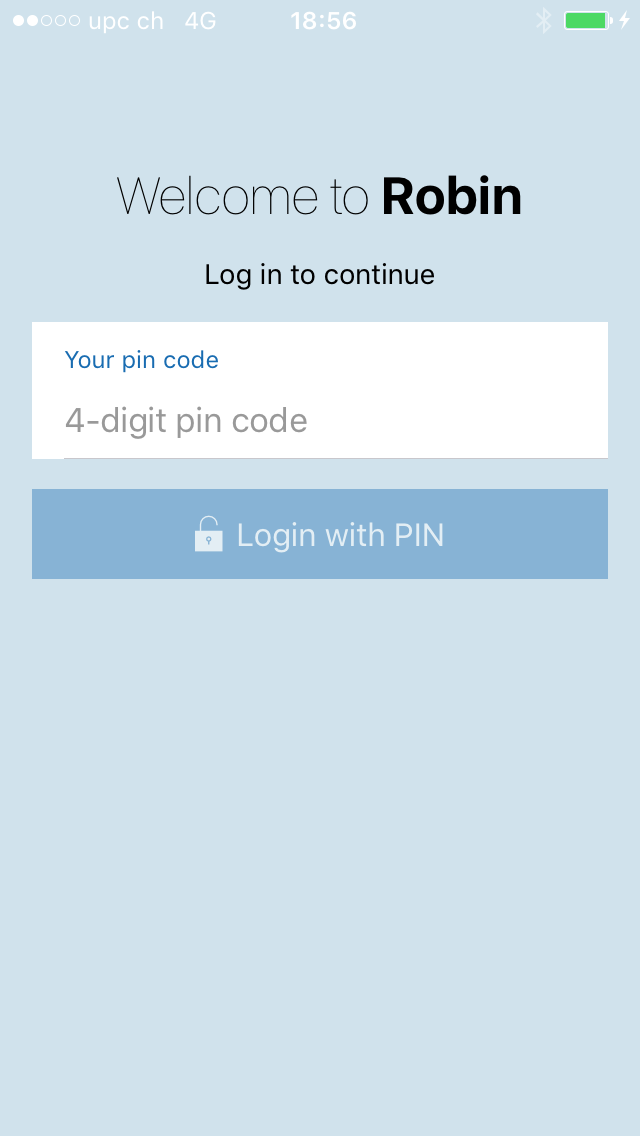 upc ch 4G 18:56
Welcome to Robin
Log in to continue
Your pin code
4-digit pin code
Login with PIN